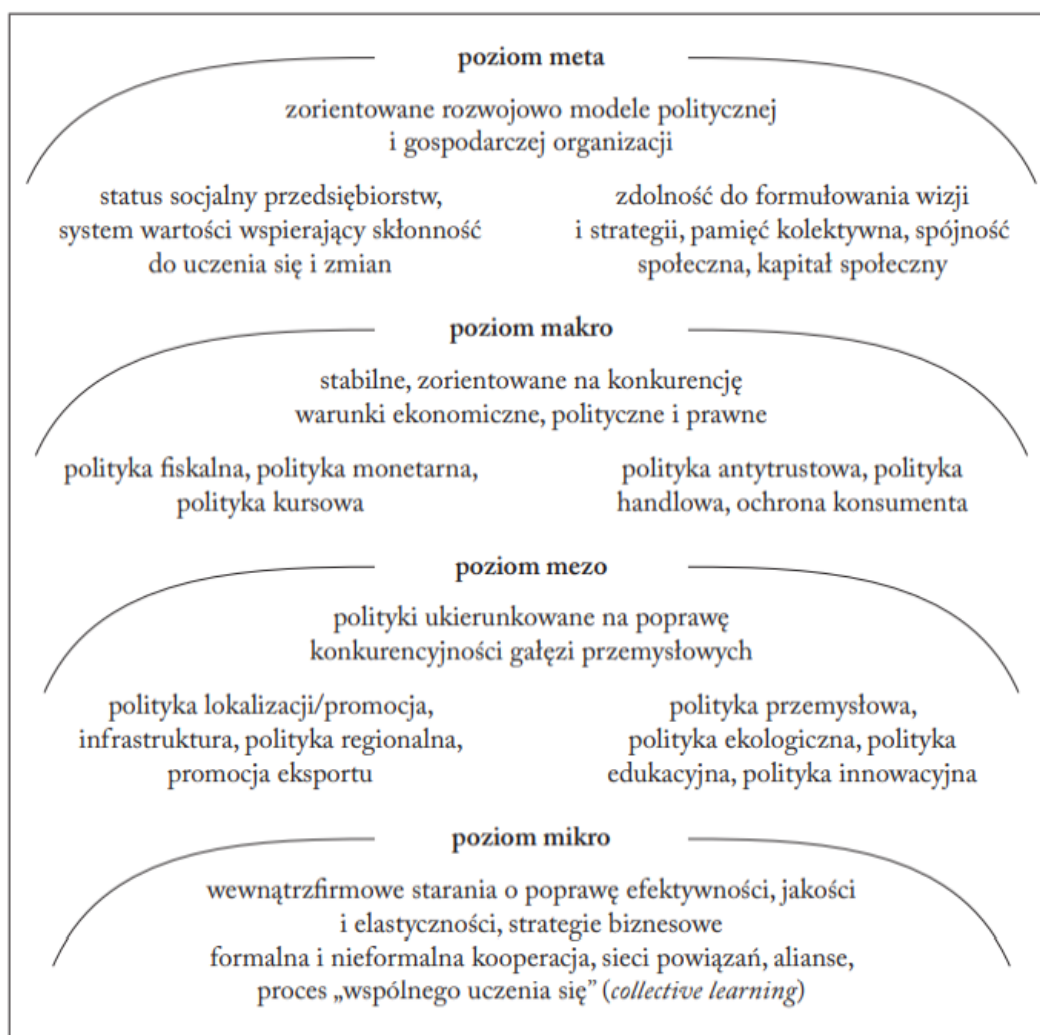 poziom meta
zorientowane rozwojowo modele politycznej
i gospodarczej organizacji
status socjalny przedsiębiorstw,
system wartości wspierający skłonność
do uczenia się i zmian
zdolność do formułowania wizji
i strategii, pamięć kolektywna, spójność
społeczna, kapitał społeczny
poziom makro
stabilne, zorientowane na konkurencję
warunki ekonomiczne, polityczne i prawne
polityka fiskalna, polityka monetarna,
polityka kursowa
polityka antytrustowa, polityka
handlowa, ochrona konsumenta
poziom mezo
polityki ukierunkowane na poprawę
konkurencyjności gałęzi przemysłowych
polityka lokalizacji/promocja,
infrastruktura, polityka regionalna,
promocja eksportu
polityka przemysłowa,
polityka ekologiczna, polityka
edukacyjna, polityka innowacyjna
poziom mikro
wewnątrzfirmowe starania o poprawę efektywności, jakości
i elastyczności, strategie biznesowe
formalna i nieformalna kooperacja, sieci powiązań, alianse,
proces „wspólnego uczenia się” (collective learning)